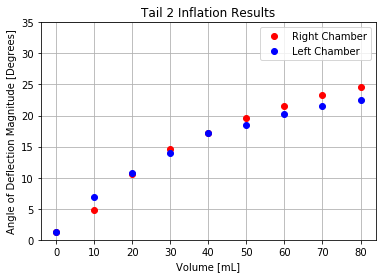 Tail 2 Inflation Results
Angle of Deflection Magnitude [Degrees]
35
30
25
20
15
10
5
0
Right Chamber
Left Chamber
0 10 20 30 40 50 60 70 80
Volume [mL]